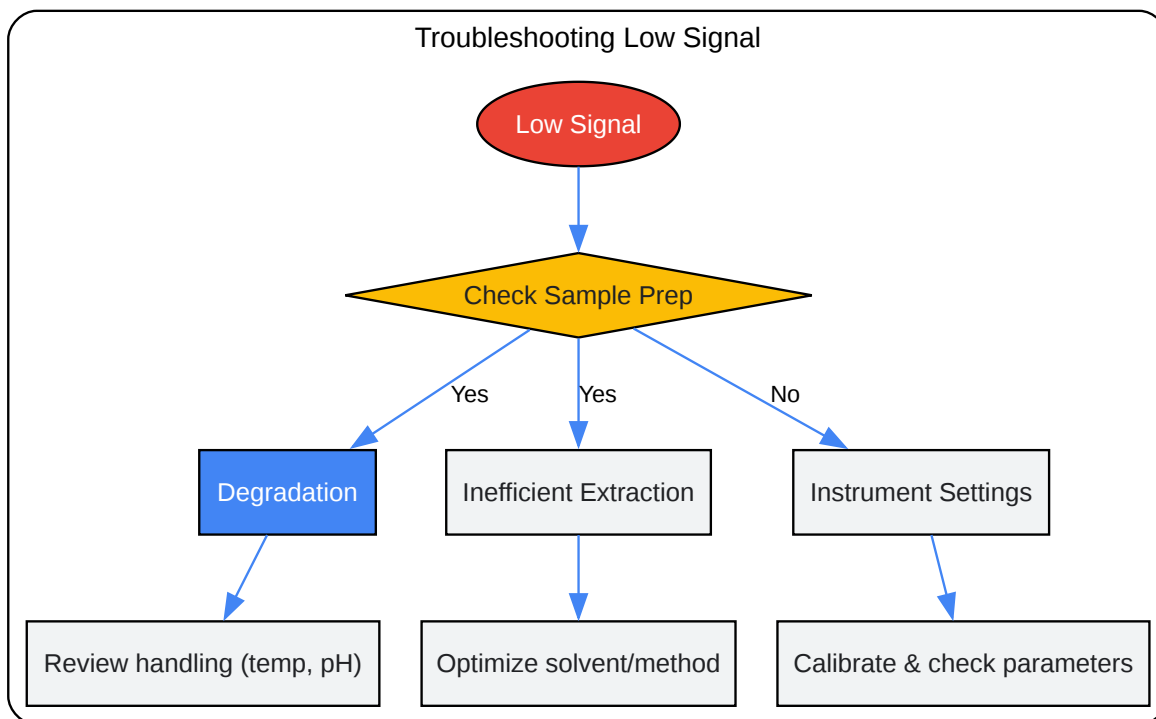 Troubleshooting Low Signal
Low Signal
Check Sample Prep
Yes
Yes
No
Degradation
Inefficient Extraction
Instrument Settings
Review handling (temp, pH)
Optimize solvent/method
Calibrate & check parameters